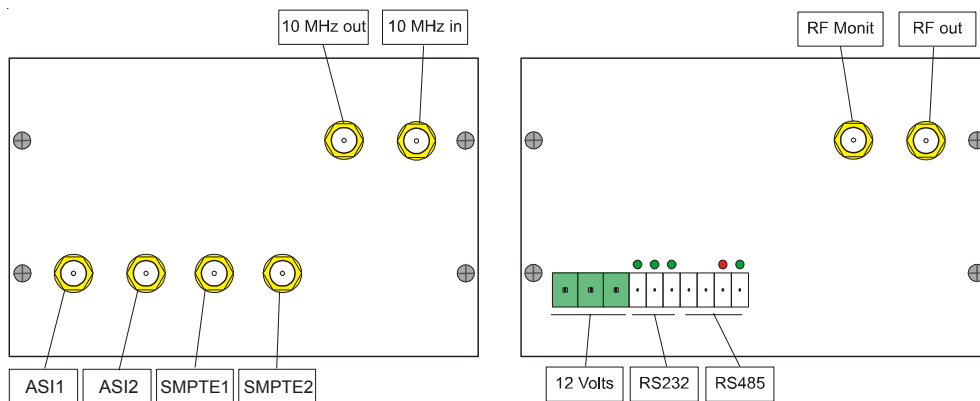 10 MHz out
10 MHz in
ASI1
ASI2
SMPTE1
SMPTE2
RF Monit
RF out
12 Volts
RS232
RS485